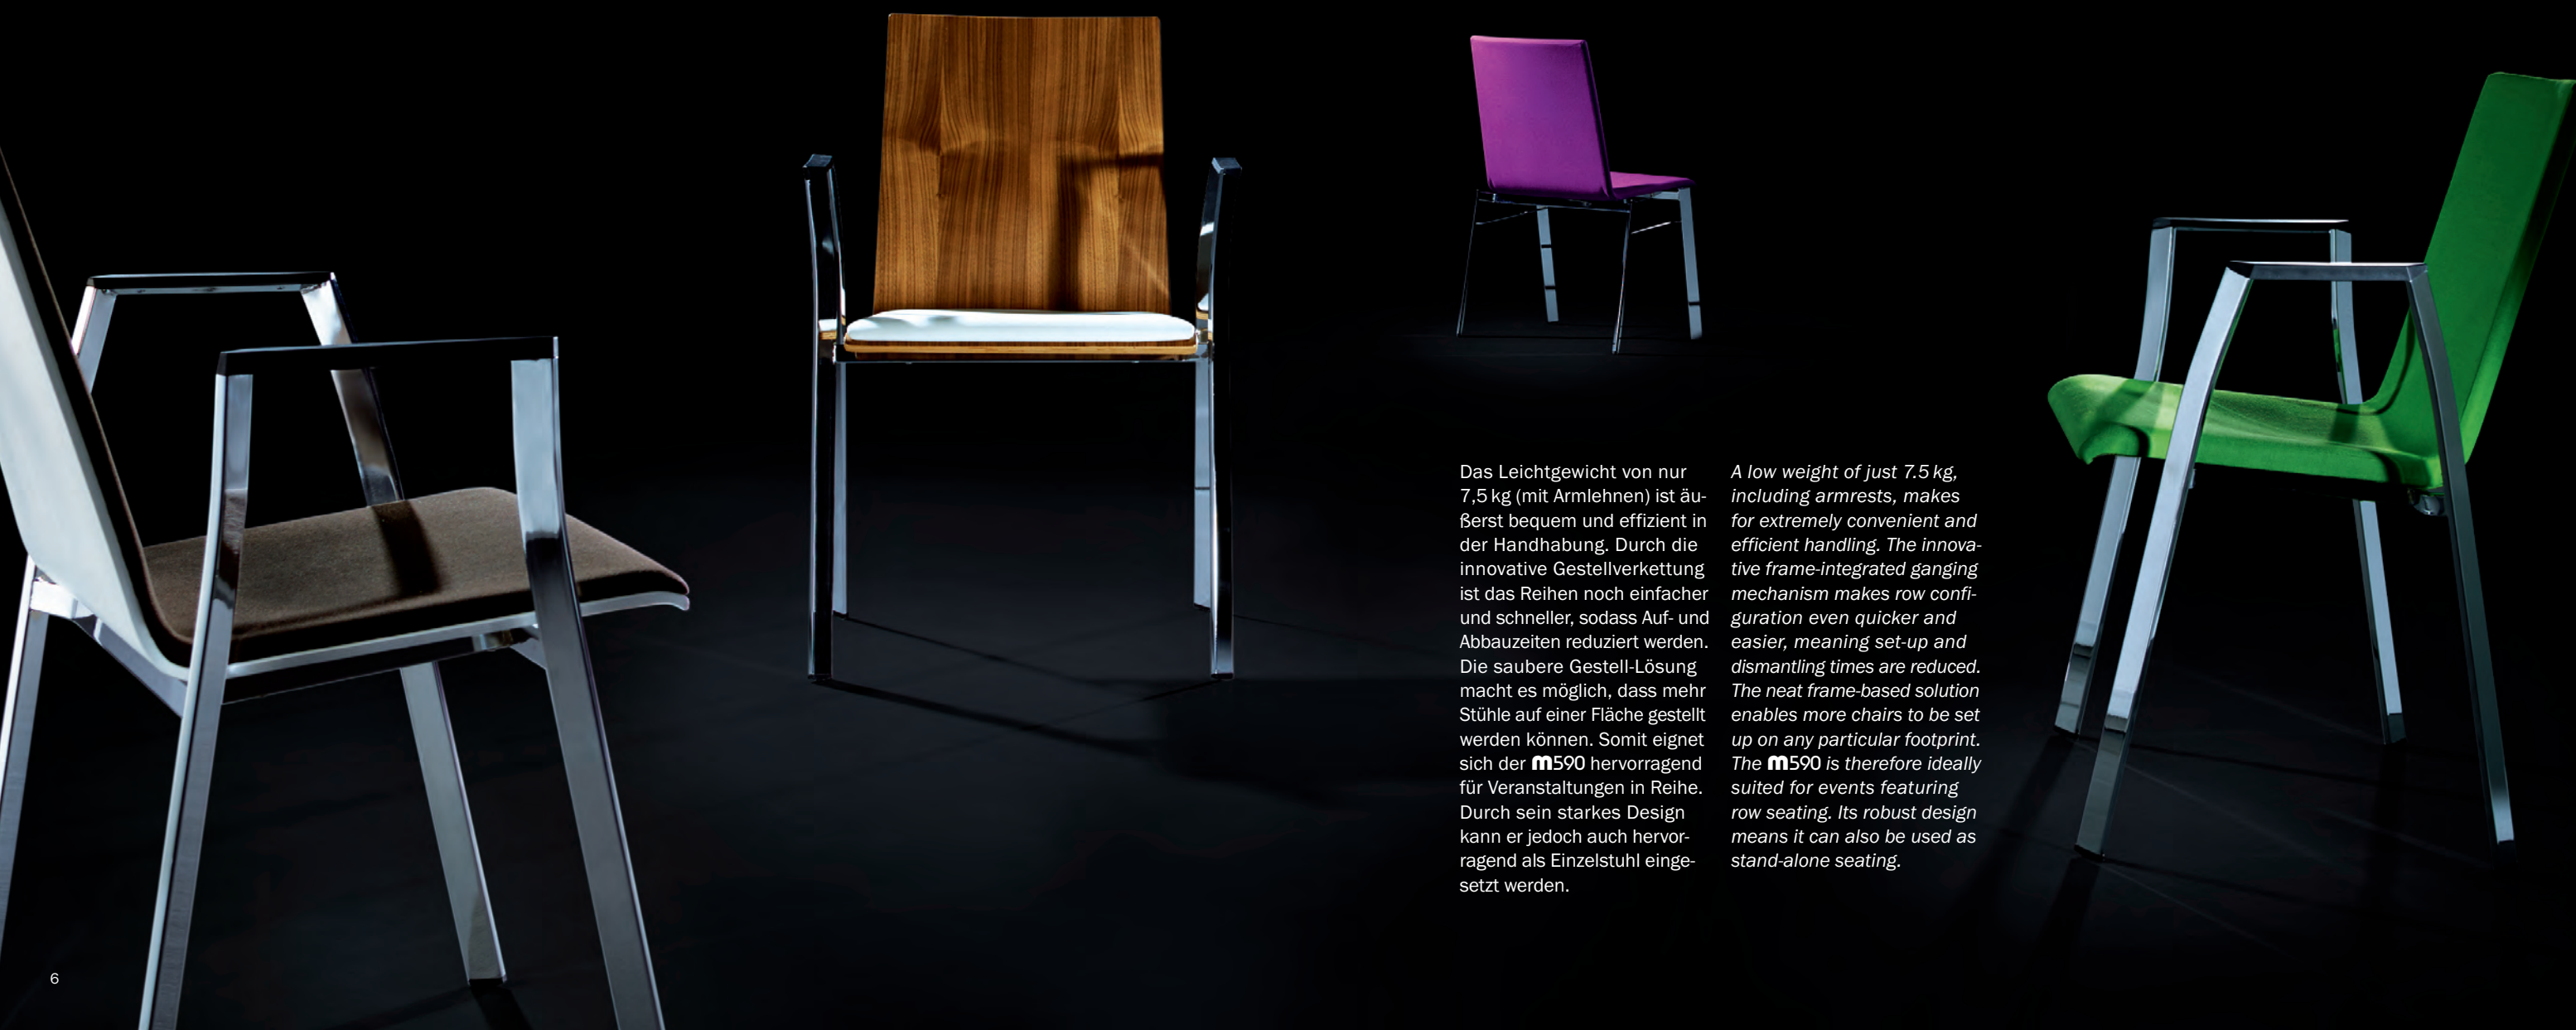 Das Leichtgewicht von nur
7,5 kg (mit Armlehnen) ist äu-
ßerst bequem und effizient in
der Handhabung. Durch die
innovative Gestellverkettung
ist das Reihen noch einfacher
und schneller, sodass Auf- und
Abbauzeiten reduziert werden.
Die saubere Gestell-Lösung
macht es möglich, dass mehr
Stühle auf einer Fläche gestellt
werden können. Somit eignet
sich der m590 hervorragend
für Veranstaltungen in Reihe.
Durch sein starkes Design
kann er jedoch auch hervor-
ragend als Einzelstuhl einge-
setzt werden.
A low weight of just 7.5 kg,
including armrests, makes
for extremely convenient and
efficient handling. The innova-
tive frame-integrated ganging
mechanism makes row confi-
guration even quicker and
easier, meaning set-up and
dismantling times are reduced.
The neat frame-based solution
enables more chairs to be set
up on any particular footprint.
The m590 is therefore ideally
suited for events featuring
row seating. Its robust design
means it can also be used as
stand-alone seating.
6